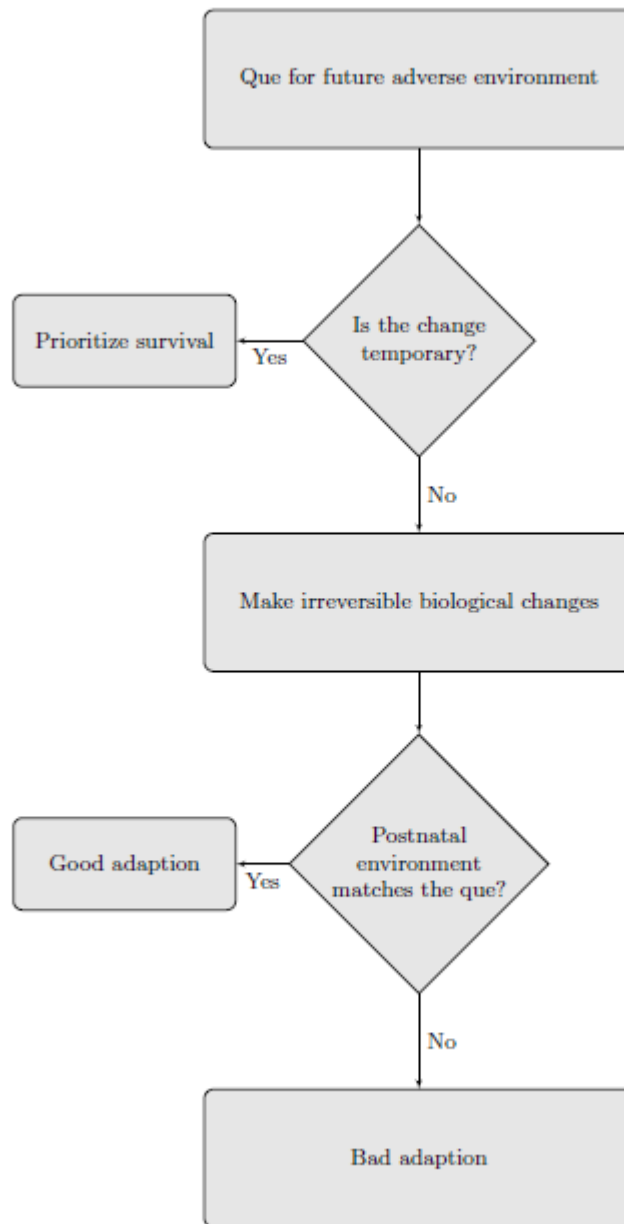 Que for future adverse environment
Is the change
temporary?
Yes
Prioritize survival
No
Make irreversible biological changes
Postnatal
environment
matches the que?
Yes
Good adaption
No
Bad adaption